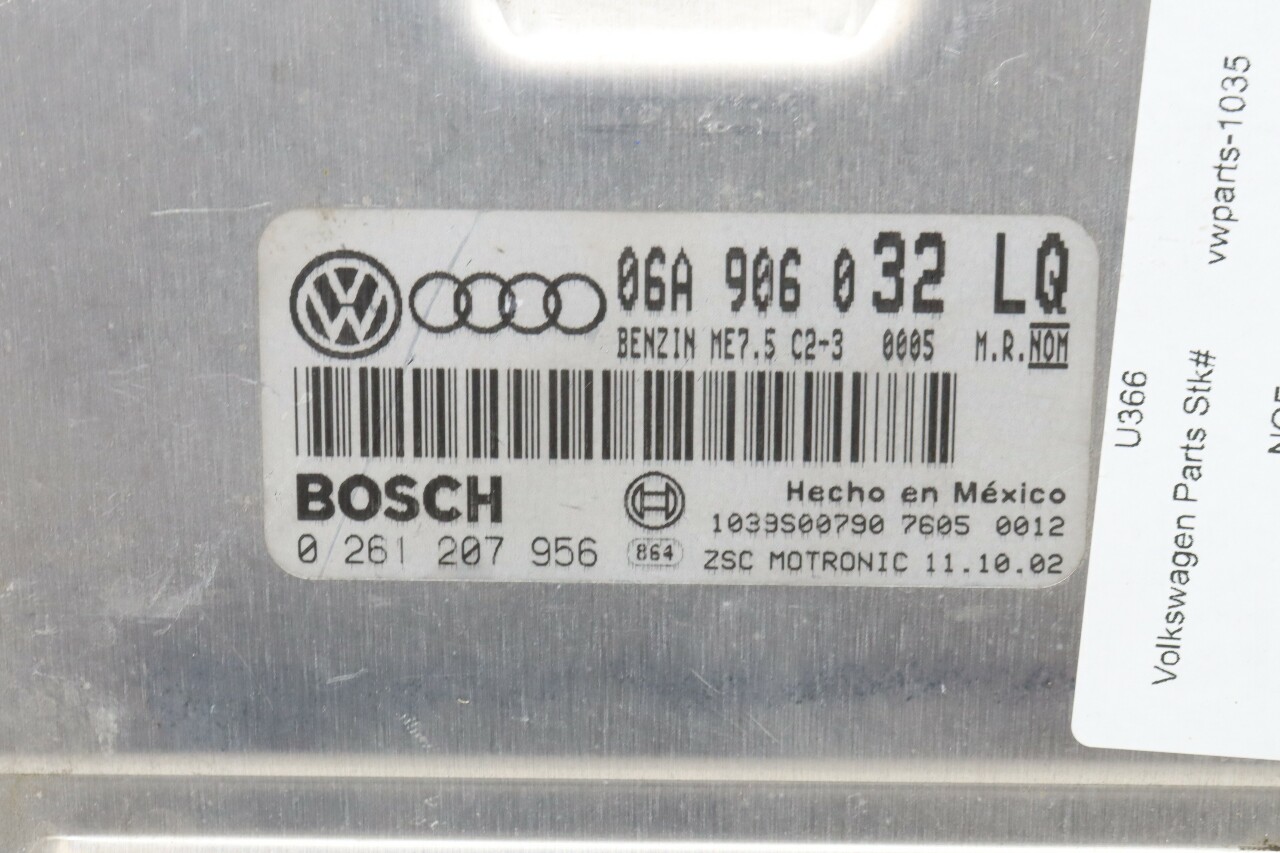 06A 906 032 LQ
BENZIN ME7.5 C2-3 0005 M.R.NOM
BOSCH
Hecho en México
1039S00790 7605 0012
0 261 207 956 864 ZSC MOTRONIC 11.10.02
U366
Volkswagen Parts Stk# vwparts-1035